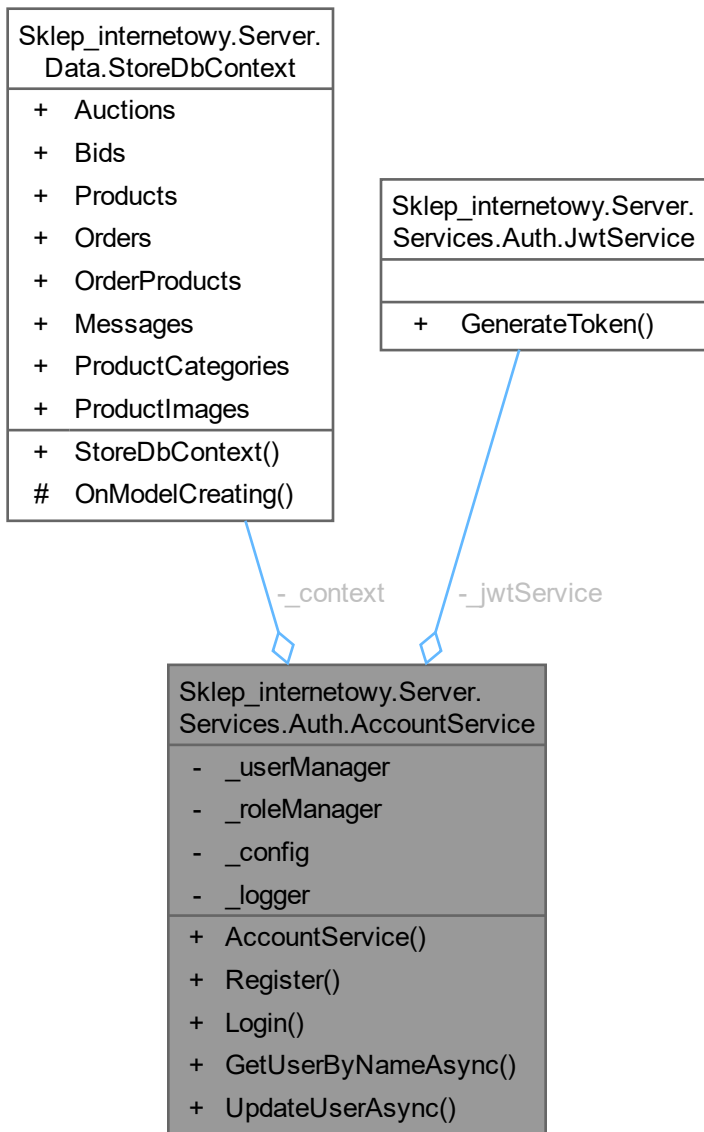 Sklep_internetowy.Server.
Data.StoreDbContext
+ Auctions
+ Bids
+ Products
+ Orders
+ OrderProducts
+ Messages
+ ProductCategories
+ ProductImages
+ StoreDbContext()
# OnModelCreating()
Sklep_internetowy.Server.
Services.Auth.JwtService
+ GenerateToken()
-_context
-_jwtService
Sklep_internetowy.Server.
Services.Auth.AccountService
- _userManager
- _roleManager
- _config
- _logger
+ AccountService()
+ Register()
+ Login()
+ GetUserByNameAsync()
+ UpdateUserAsync()